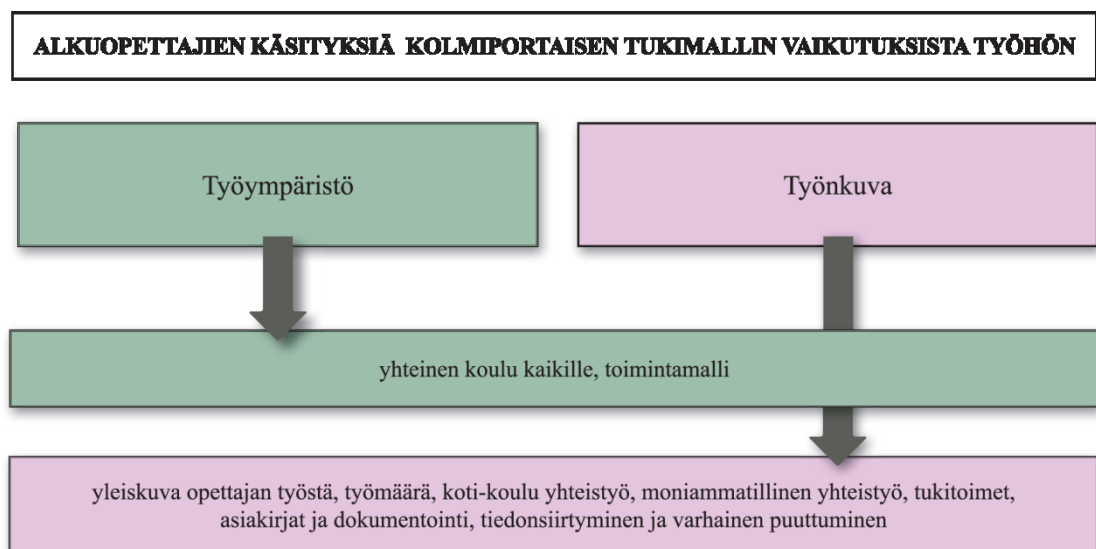 ALKUOPETTAJIEN KÄSITYKSIÄ KOLMIPORTAISEN TUKIMALLIN VAIKUTUKSISTA TYÖHÖN
Työympäristö
Työnkuva
yhteinen koulu kaikille, toimintamalli
yleiskuva opettajan työstä, työmäärä, koti-koulu yhteistyö, moniammatillinen yhteistyö, tukitoimet,
asiakirjat ja dokumentointi, tiedonsiirtyminen ja varhainen puuttuminen